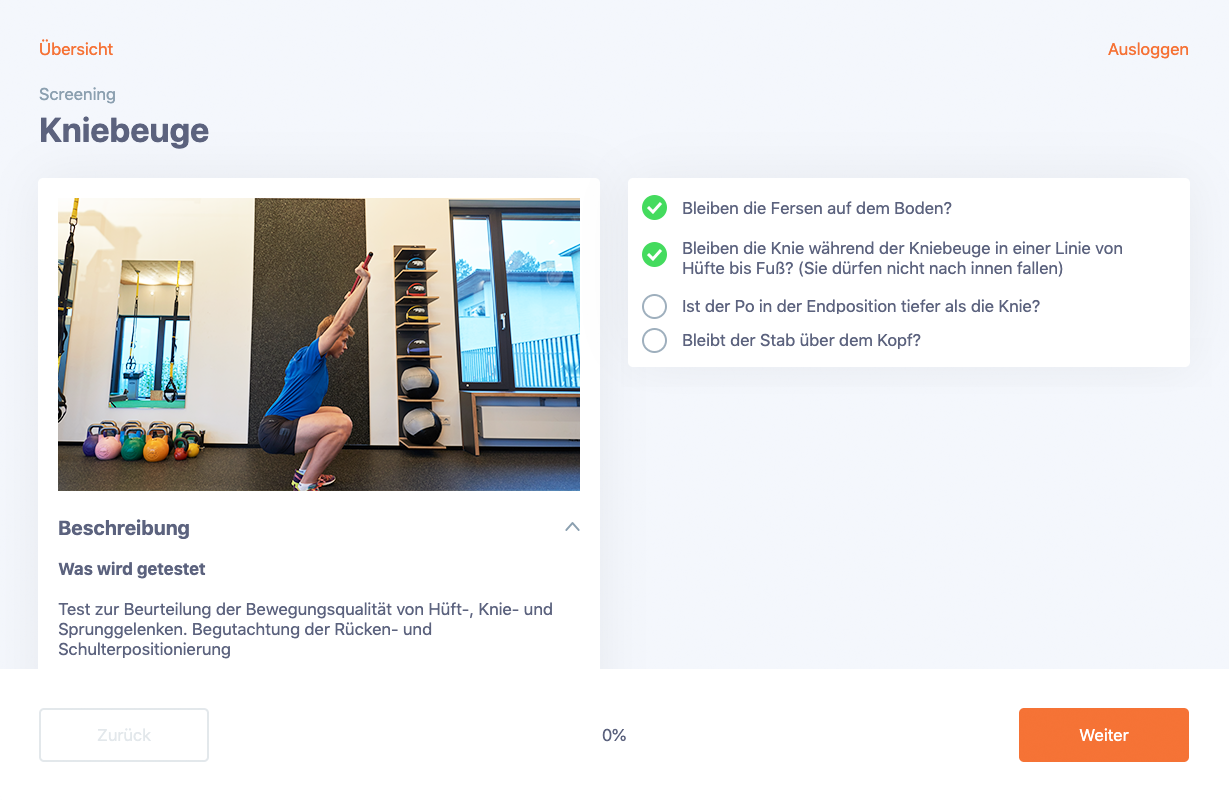 Übersicht
Ausloggen
Screening
Kniebeuge
Bleiben die Fersen auf dem Boden?
Bleiben die Knie während der Kniebeuge in einer Linie von
Hüfte bis Fuß? (Sie dürfen nicht nach innen fallen)
Ist der Po in der Endposition tiefer als die Knie?
Bleibt der Stab über dem Kopf?
Beschreibung
Was wird getestet
Test zur Beurteilung der Bewegungsqualität von Hüft-, Knie- und
Sprunggelenken. Begutachtung der Rücken- und
Schulterpositionierung
Zurück
0%
Weiter